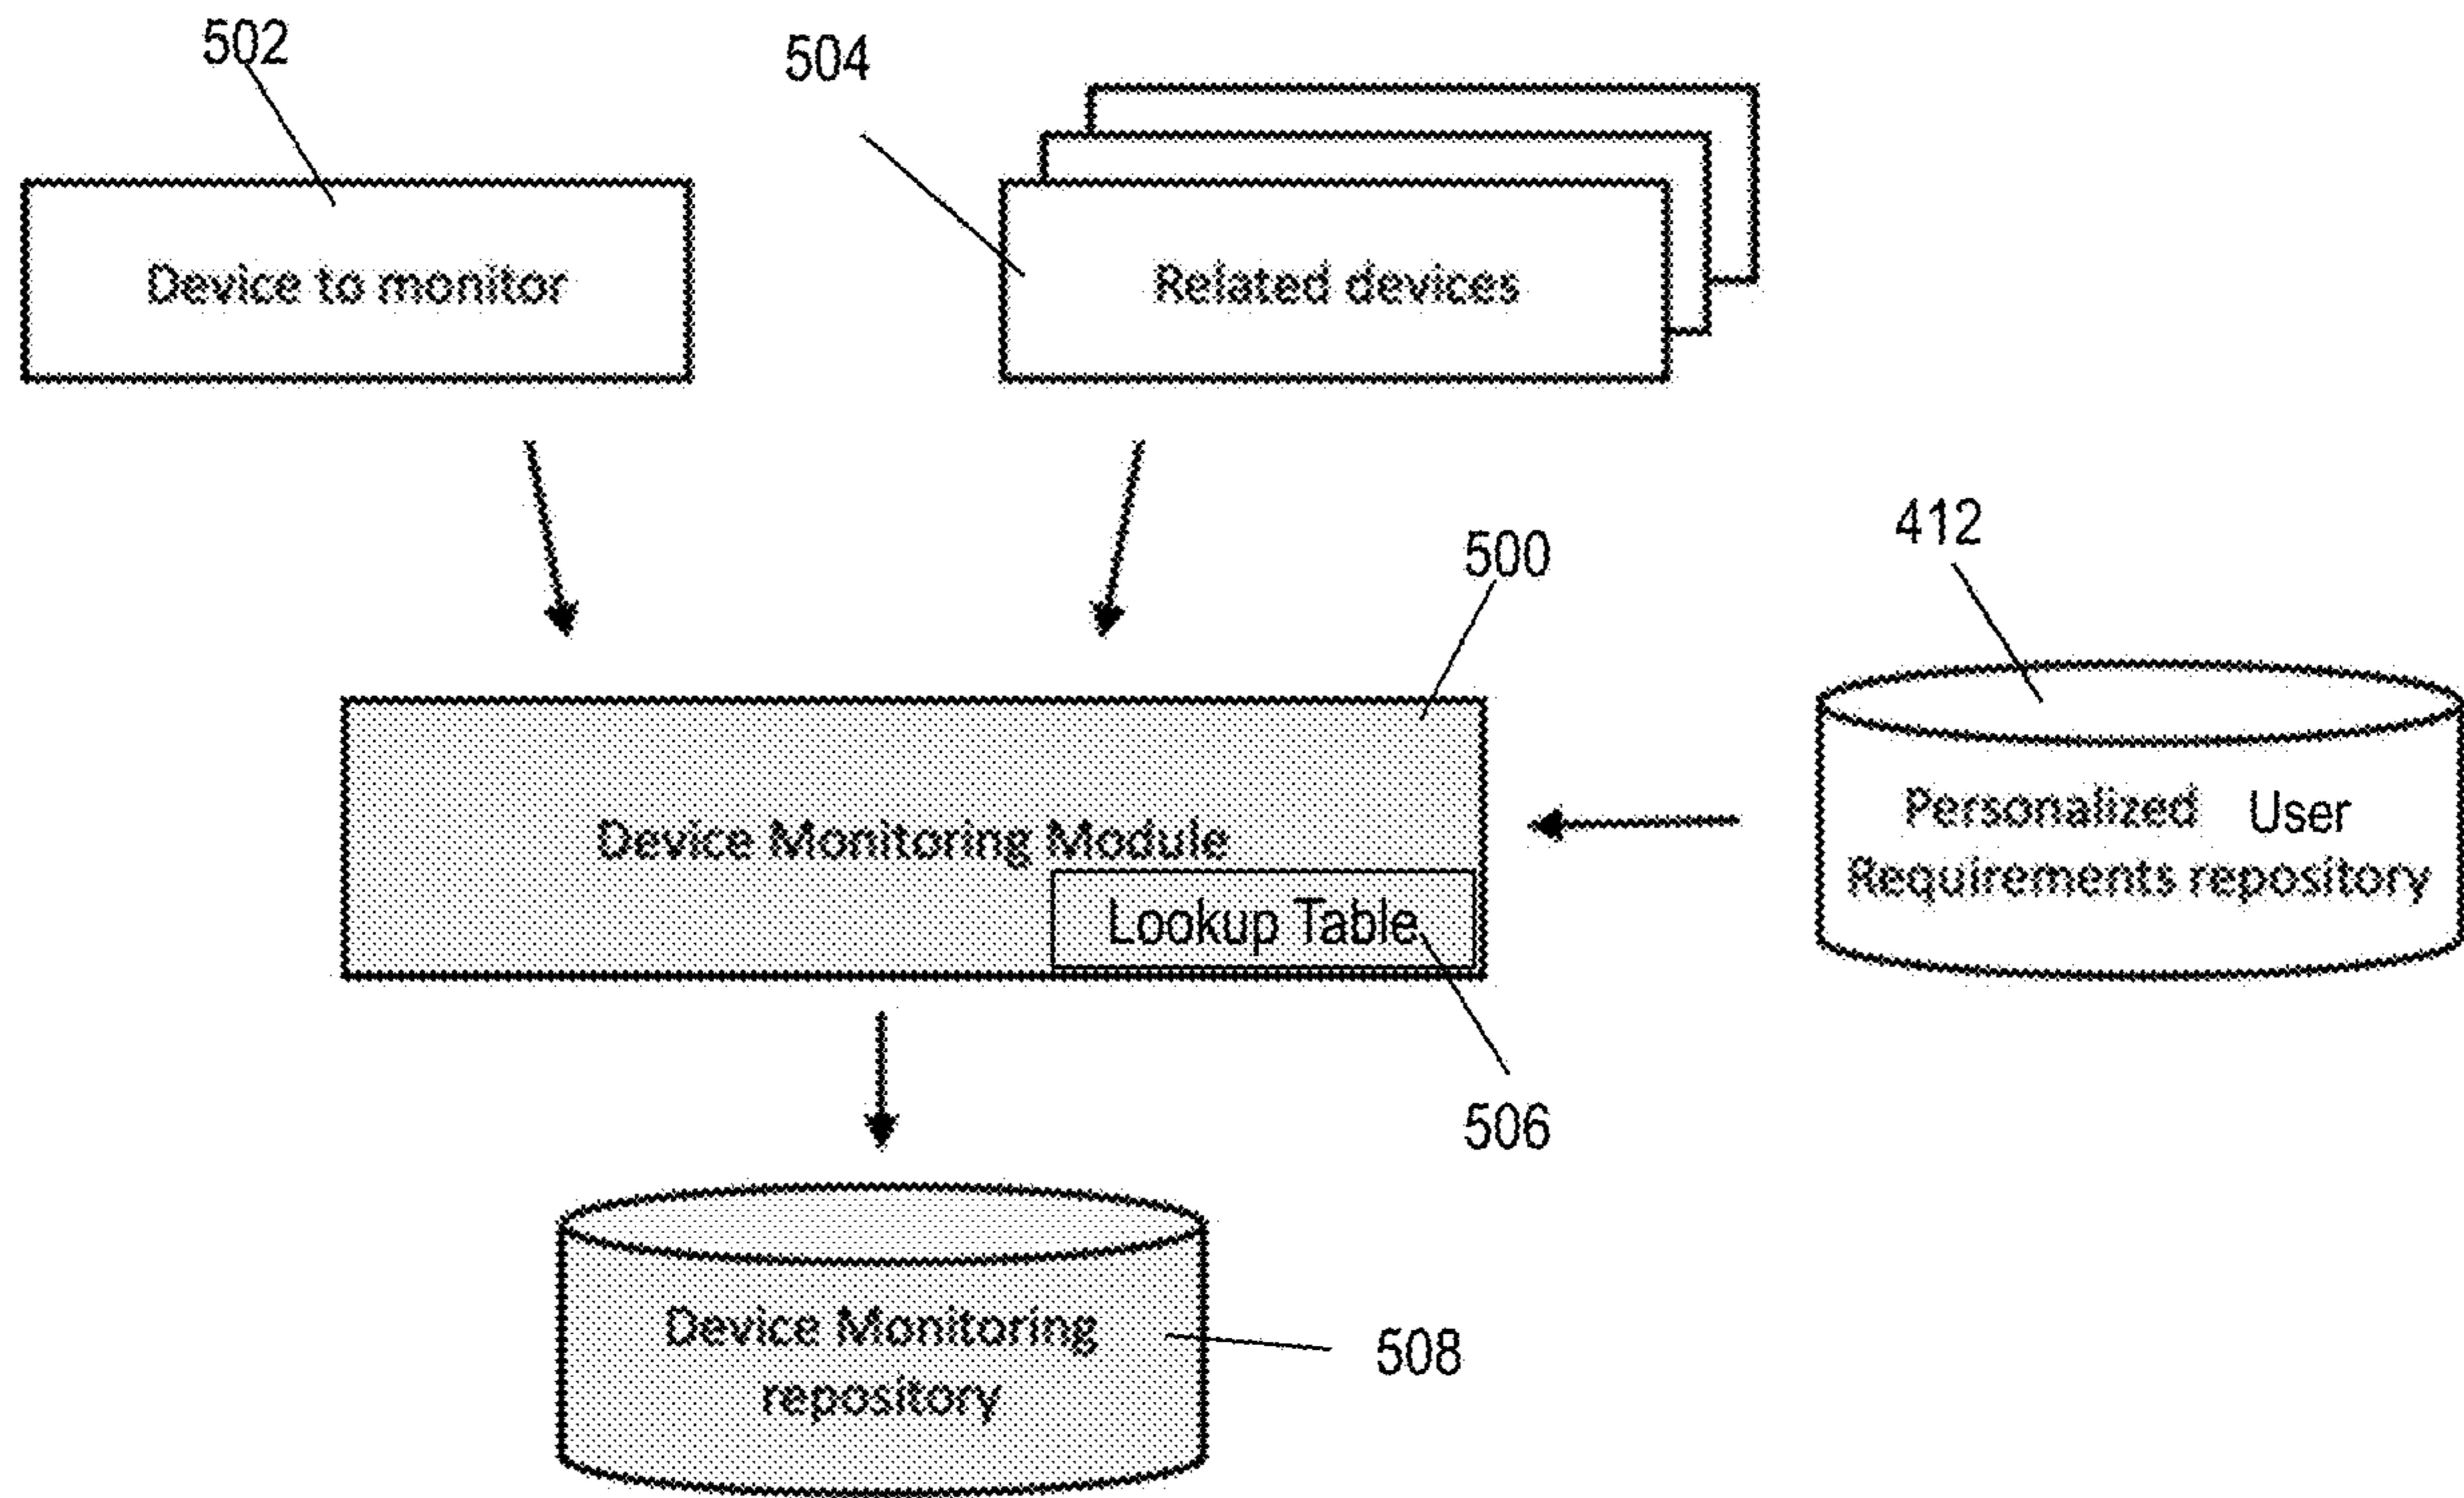 502
504
Device to monitor
Related devices
500
412
Device Monitoring Module
Lookup Table
Personalized User
Requirements repository
506
Device Monitoring
repository
508